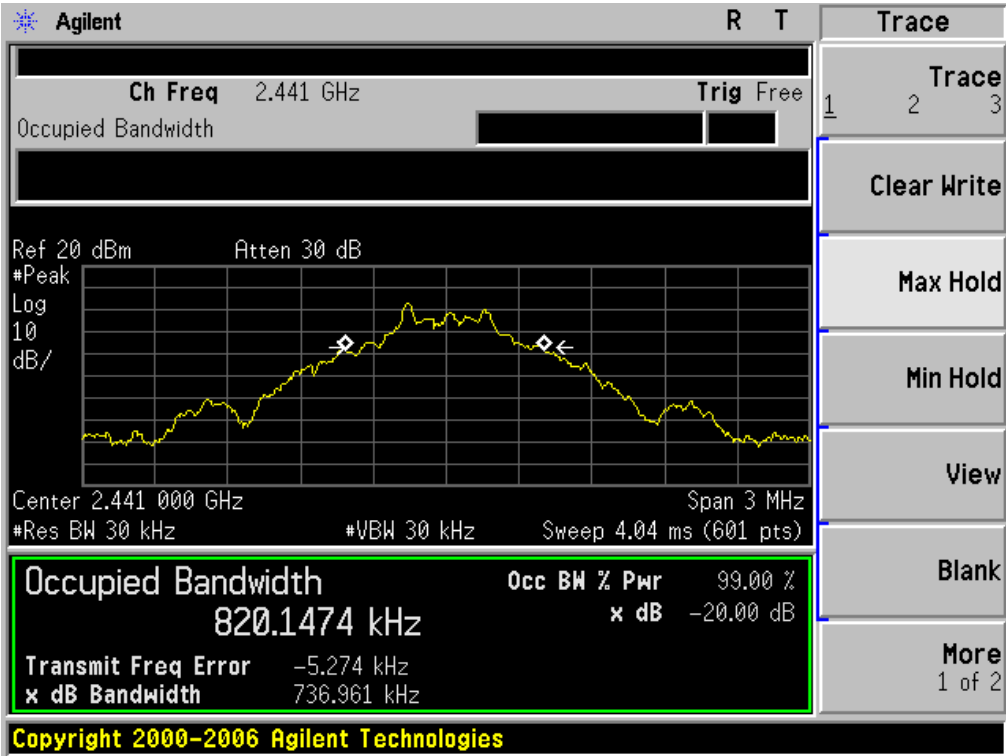 Agilent R T
Ch Freq 2.441 GHz Trig Free
Occupied Bandwidth
Ref 20 dBm Atten 30 dB
#Peak
Log
10
dB/
Center 2.441 000 GHz Span 3 MHz
#Res BW 30 kHz #VBW 30 kHz Sweep 4.04 ms (601 pts)
Occupied Bandwidth
820.1474 kHz
Occ BW % Pwr 99.00 %
x dB -20.00 dB
Transmit Freq Error -5.274 kHz
x dB Bandwidth 736.961 kHz
Copyright 2000-2006 Agilent Technologies
Trace
Trace
1 2 3
Clear Write
Max Hold
Min Hold
View
Blank
More
1 of 2